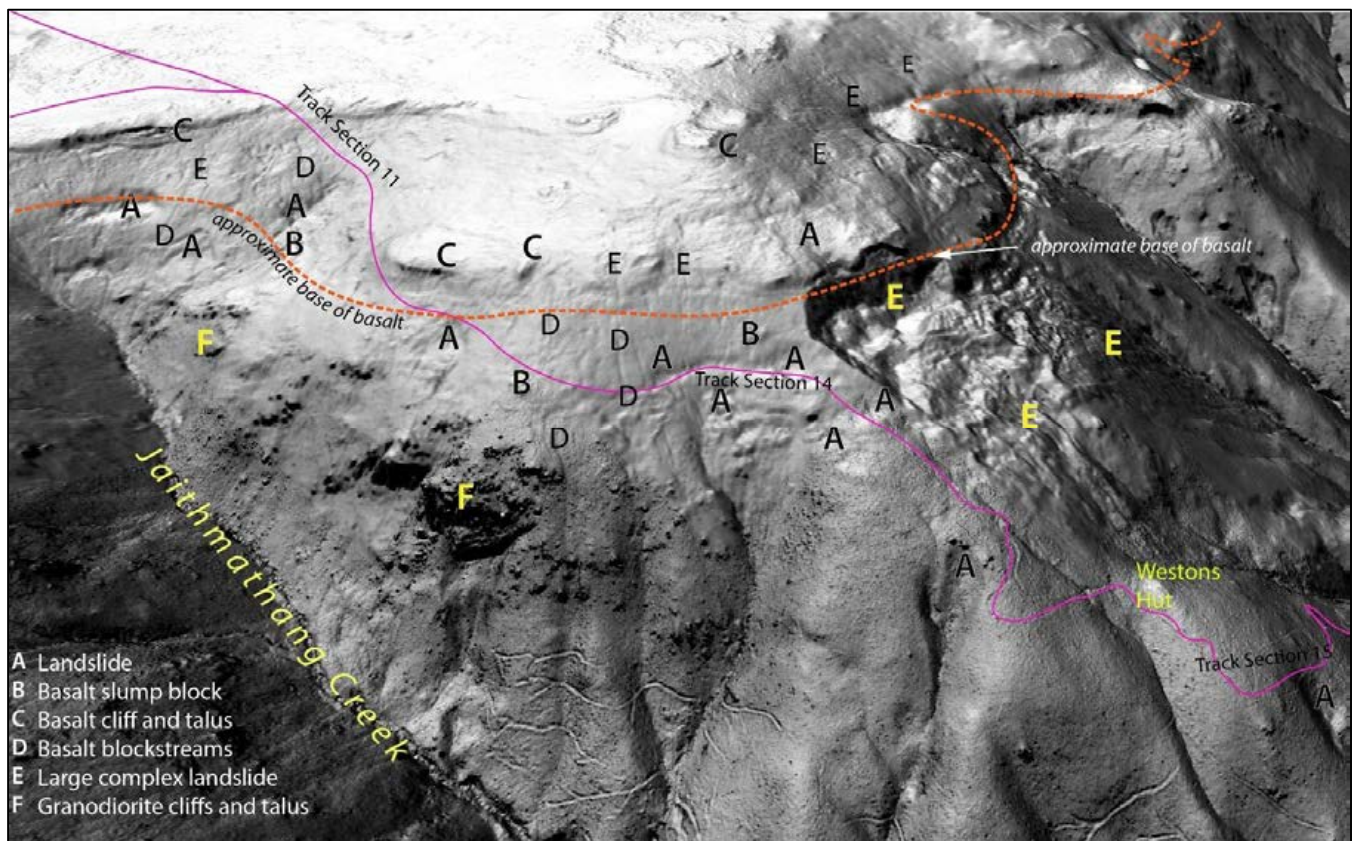 E
E
Track Section 11
C
C
E
E
D
A
A
D
A
B
A
approximate base of basalt
approximate base of basalt
C
C
E
E
E
F
D
D
B
E
A
A
A
B
Track Section 14
D
A
A
A
E
D
F
A
Westons
Hut
Track Section 15
A
Jaithmathang Creek
A Landslide
B Basalt slump block
C Basalt cliff and talus
D Basalt blockstreams
E Large complex landslide
F Granodiorite cliffs and talus